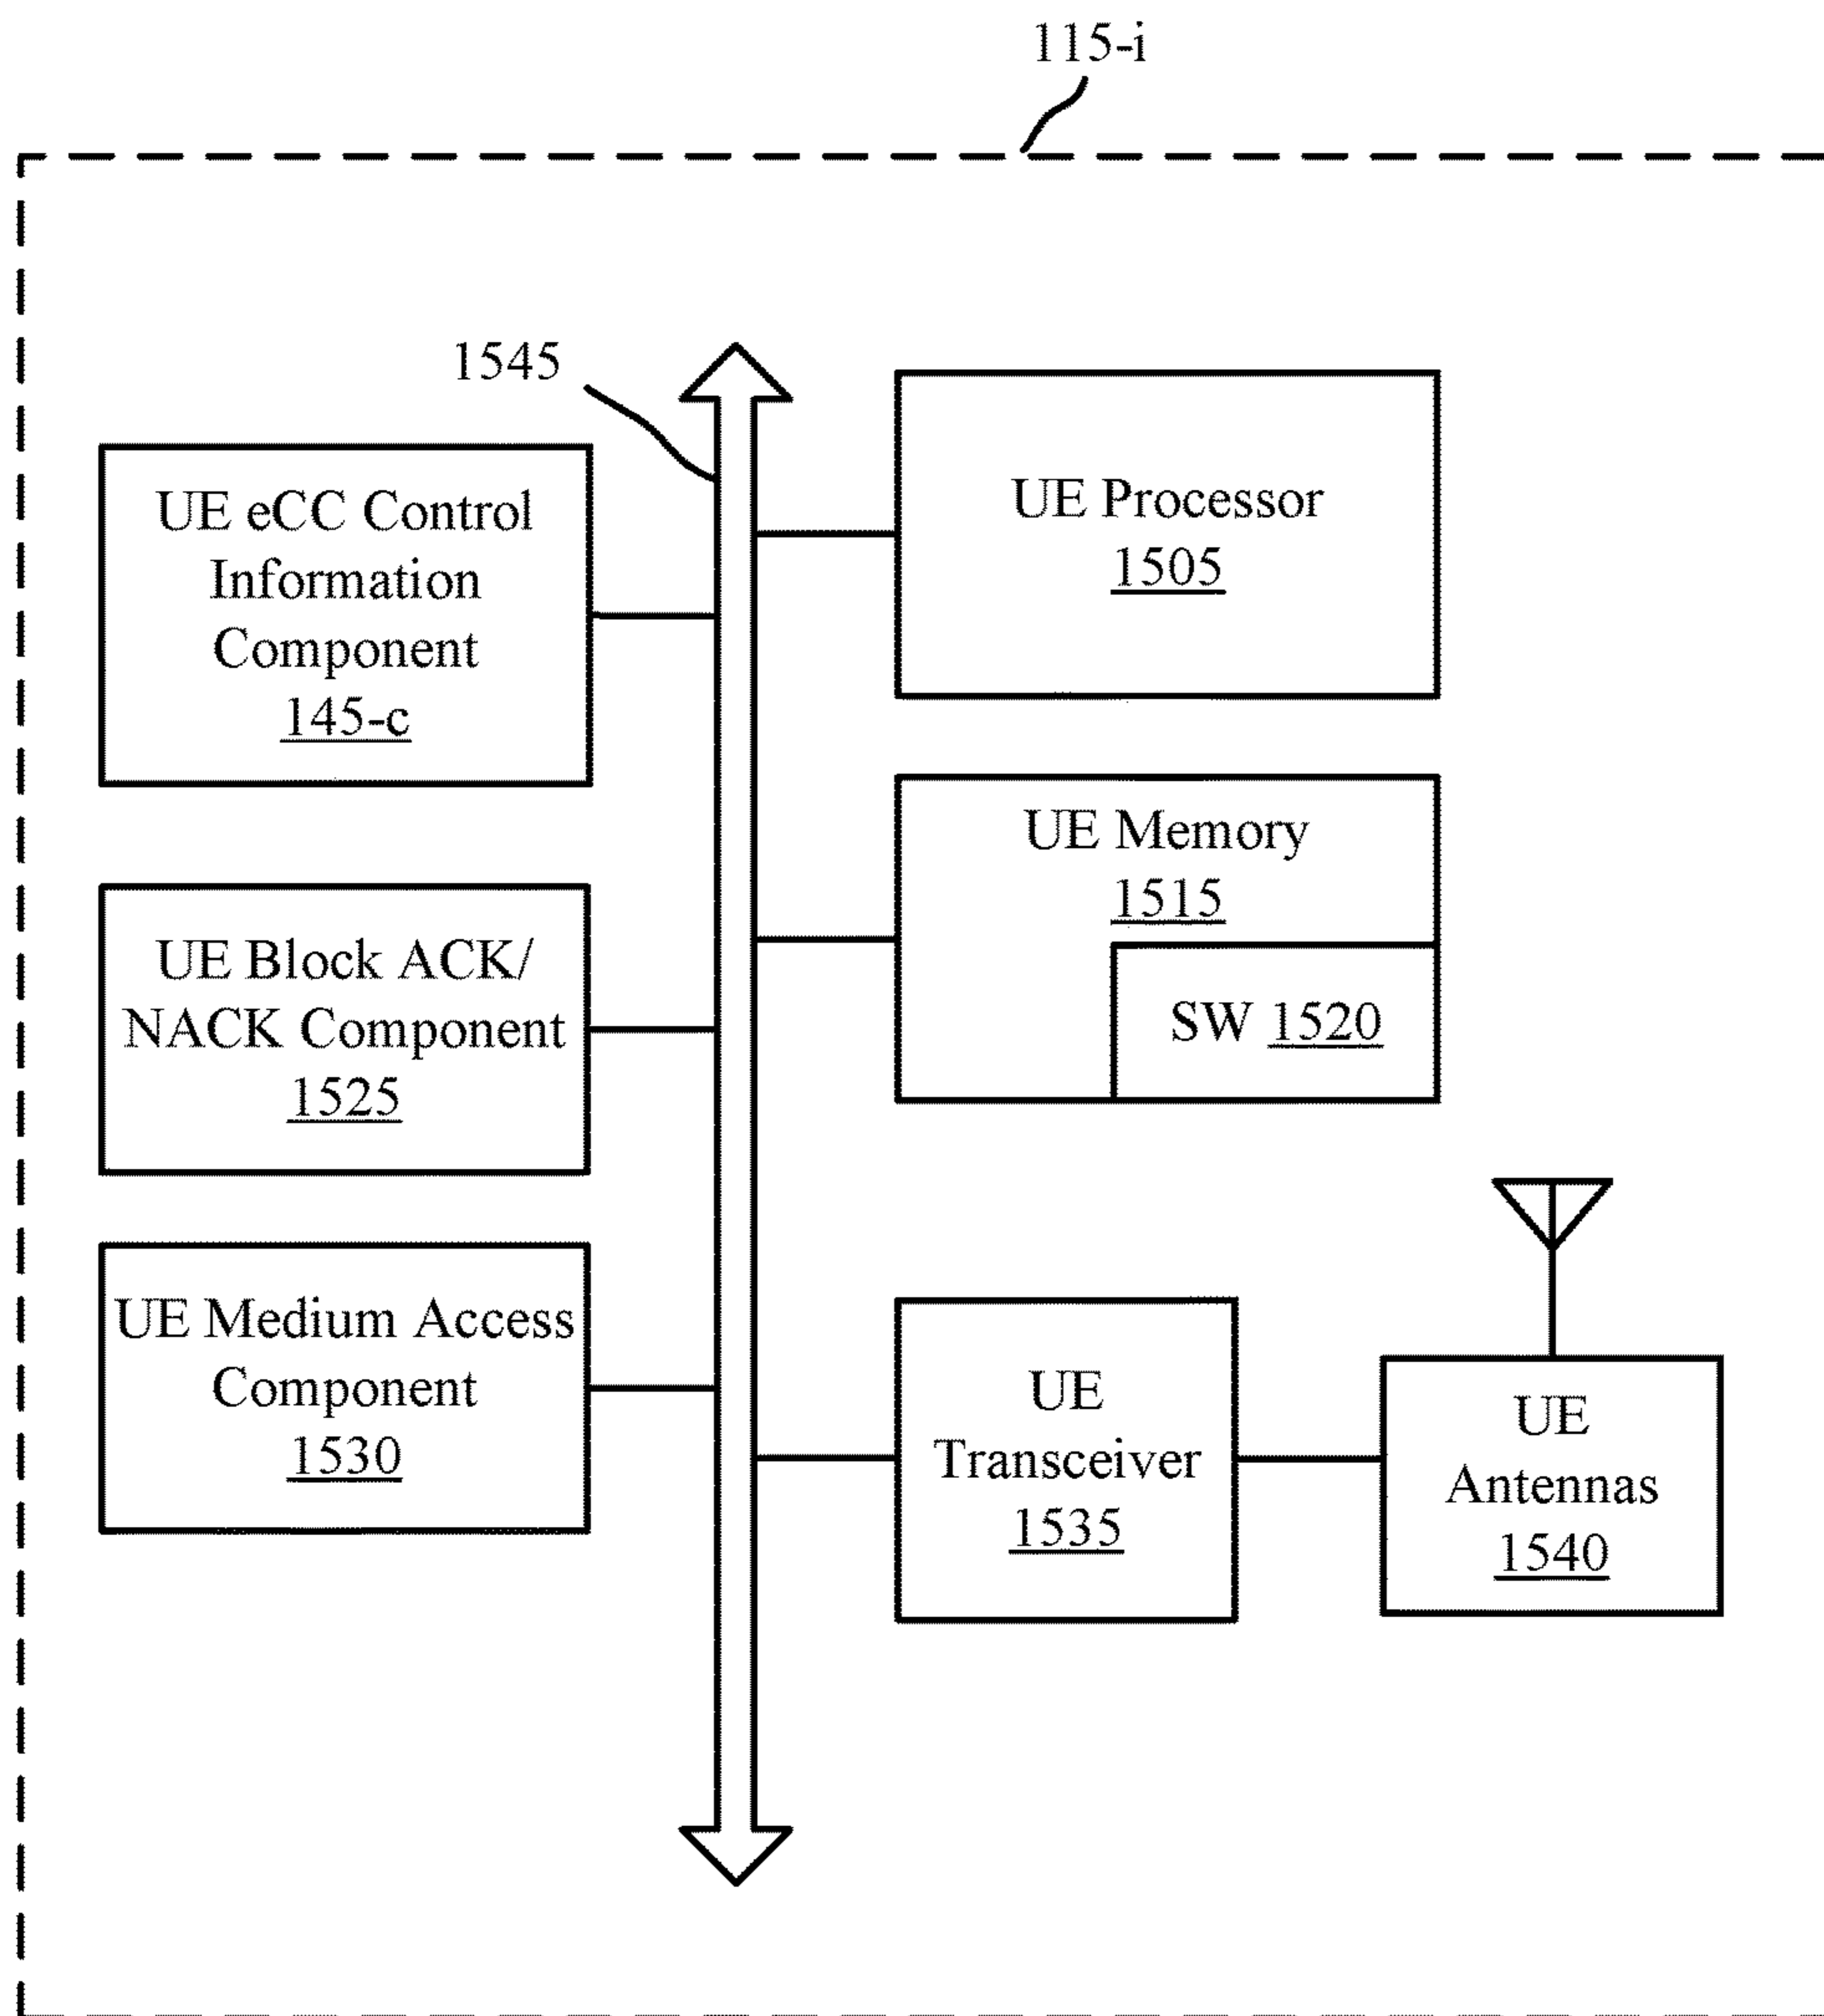 115-i
1545
UE eCC Control
Information
Component
145-c
UE Block ACK/
NACK Component
1525
UE Medium Access
Component
1530
UE Processor
1505
UE Memory
1515
SW 1520
UE
Transceiver
1535
UE
Antennas
1540